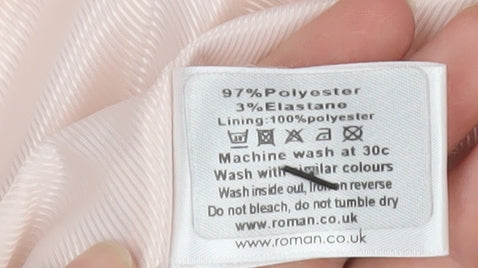 97%Polyester
3%Elastane
Lining:100%polyester
Machine wash at 30c
Wash with similar colours
Wash inside out, Iron on reverse
Do not bleach, do not tumble dry
www.roman.co.uk
www.roman.co.uk